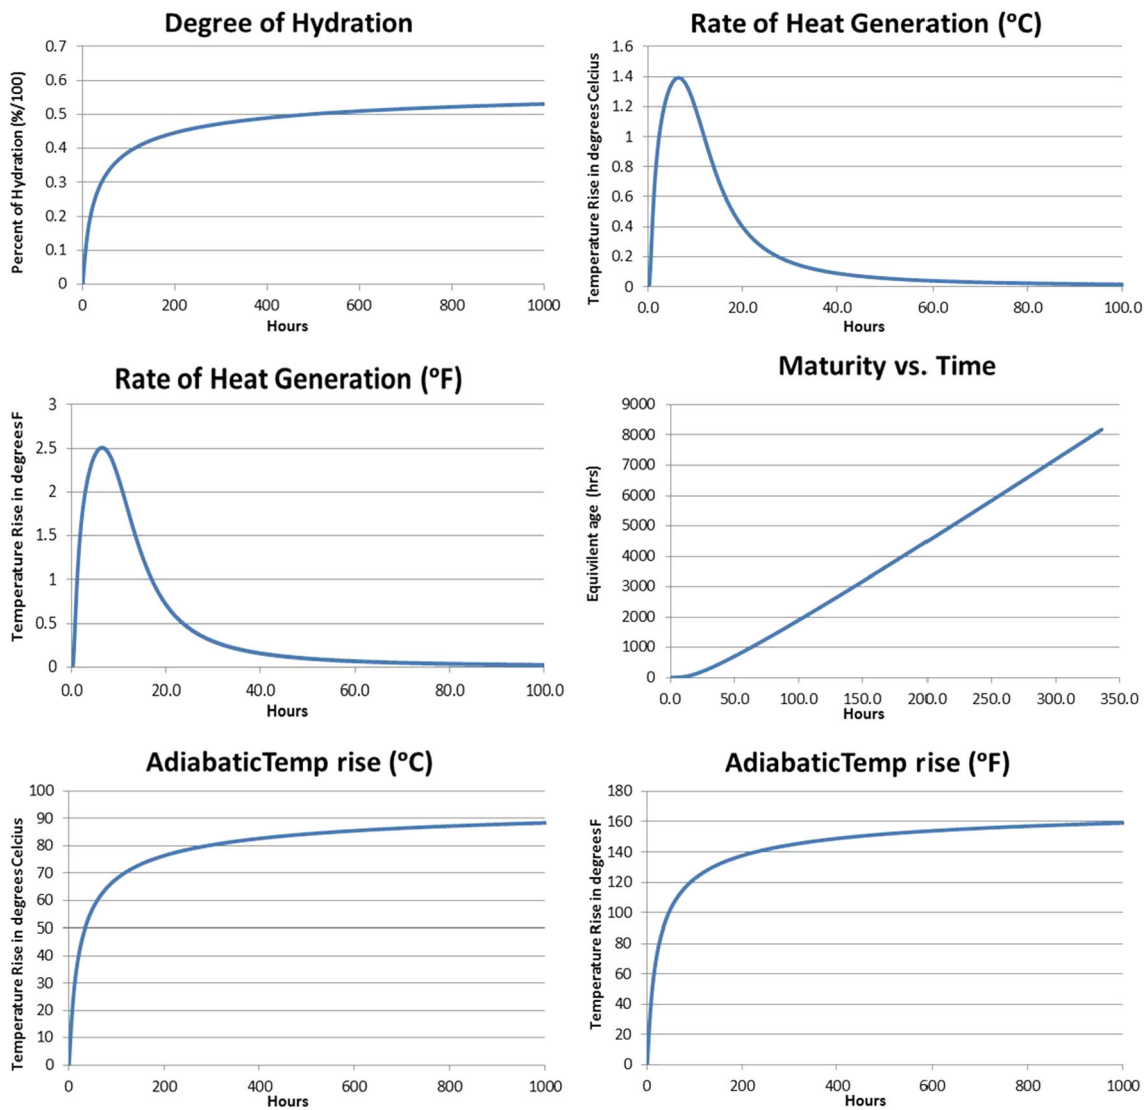 Degree of Hydration
Percent of Hydration (%/100)
0.7
0.6
0.5
0.4
0.3
0.2
0.1
0
0 200 400 600 800 1000
Hours
Rate of Heat Generation (°C)
Temperature Rise in degrees Celcius
1.6
1.4
1.2
1
0.8
0.6
0.4
0.2
0
0.0 20.0 40.0 60.0 80.0 100.0
Hours
Rate of Heat Generation (°F)
Temperature Rise in degreesF
3
2.5
2
1.5
1
0.5
0
0.0 20.0 40.0 60.0 80.0 100.0
Hours
Maturity vs. Time
Equivilent age (hrs)
9000
8000
7000
6000
5000
4000
3000
2000
1000
0
0.0 50.0 100.0 150.0 200.0 250.0 300.0 350.0
Hours
AdiabaticTemp rise (°C)
Temperature Rise in degreesCelcius
100
90
80
70
60
50
40
30
20
10
0
0 200 400 600 800 1000
Hours
AdiabaticTemp rise (°F)
Temperature Rise in degreesF
180
160
140
120
100
80
60
40
20
0
0 200 400 600 800 1000
Hours